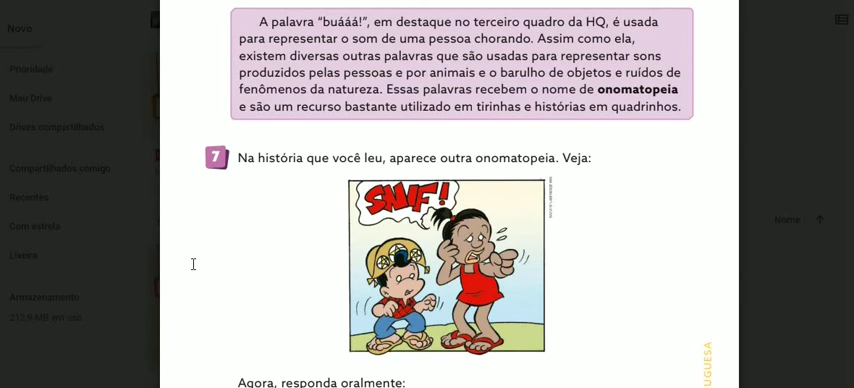 Novo
Prioridade
Meu Drive
Drives compartilhados
Compartilhados comigo
Recentes
Com estrela
Lixeira
Armazenamento
212,9 MB em uso
Nome
A palavra “buááá!”, em destaque no terceiro quadro da HQ, é usada
para representar o som de uma pessoa chorando. Assim como ela,
existem diversas outras palavras que são usadas para representar sons
produzidos pelas pessoas e por animais e o barulho de objetos e ruídos de
fenômenos da natureza. Essas palavras recebem o nome de onomatopeia
e são um recurso bastante utilizado em tirinhas e histórias em quadrinhos.
7 Na história que você leu, aparece outra onomatopeia. Veja:
SNIF!
Agora, responda oralmente:
UGUESA